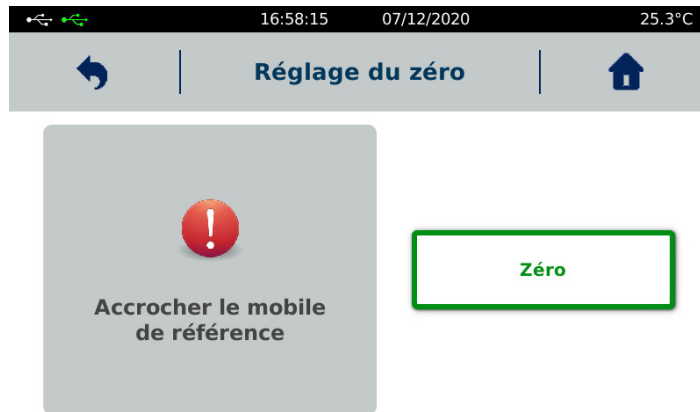 16:58:15 07/12/2020 25.3°C
Réglage du zéro
Accrocher le mobile
de référence
Zéro